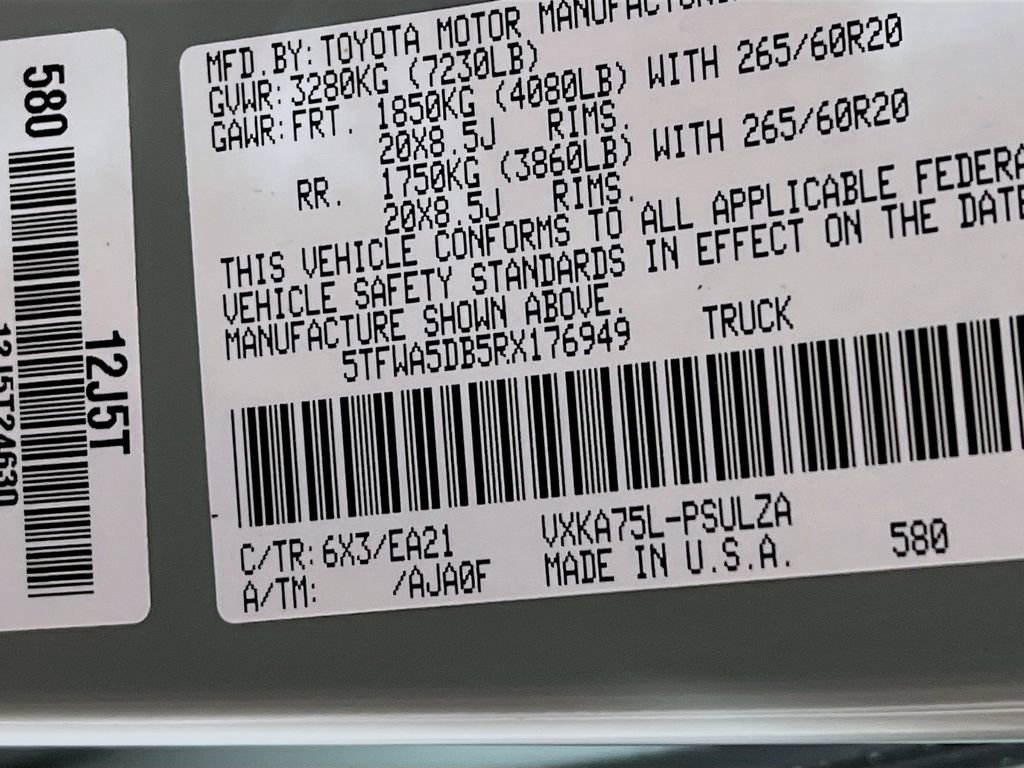 580
12J5T
12J5T24630
MFD.BY: TOYOTA MOTOR
GVWR: 3280KG (7230LB)
GAWR: FRT. 1850KG (4080LB) WITH 265/60R20
20X8.5J RIMS.
RR. 1750KG (3860LB) WITH 265/60R20
20X8.5J RIMS.
THIS VEHICLE CONFORMS TO ALL APPLICABLE FEDERA
VEHICLE SAFETY STANDARDS IN EFFECT ON THE DATE
MANUFACTURE SHOWN ABOVE.
5TFWA5DB5RX176949 TRUCK
C/TR: 6X3/EA21 VXKA75L-PSULZA
A/TM: /AJA0F MADE IN U.S.A. 580